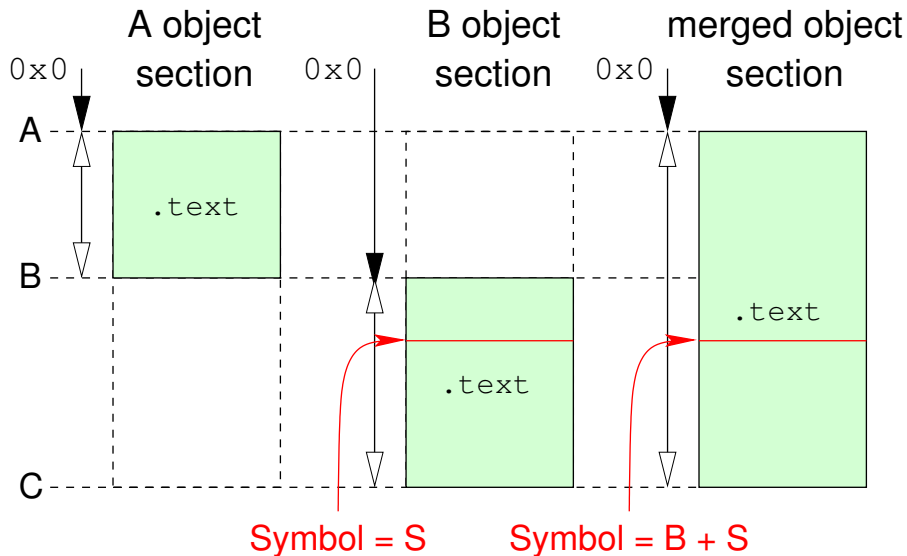 A object
section
B object
section
merged object
section
0x0
0x0
0x0
A
.text
B
.text
.text
C
Symbol = S
Symbol = B + S